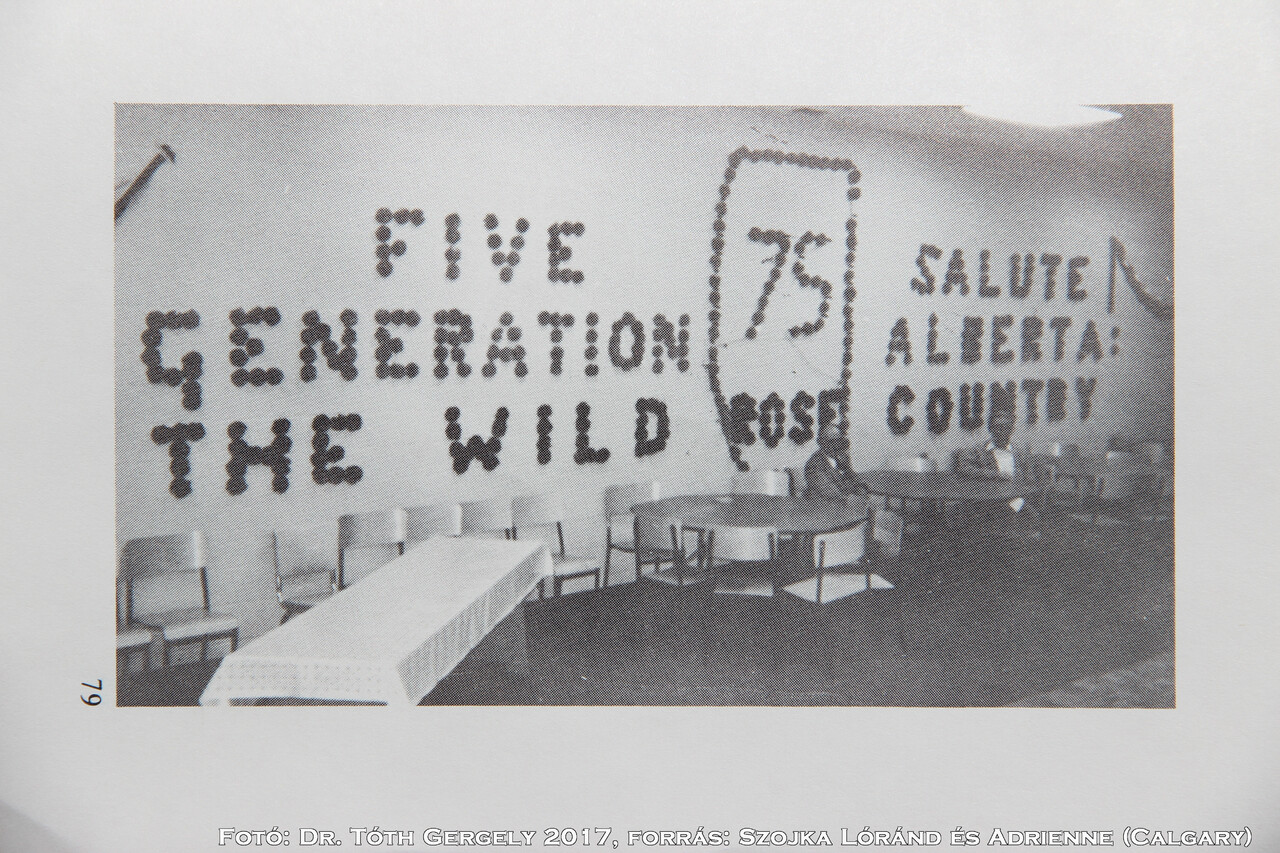 FIVE
GENERATION 75 SALUTE
ALBERTA:
THE WILD ROSE COUNTRY
79
FOTÓ: DR. TÓTH GERGELY 2017, FORRÁS: SZOJKA LÓRÁND ÉS ADRIENNE (CALGARY)